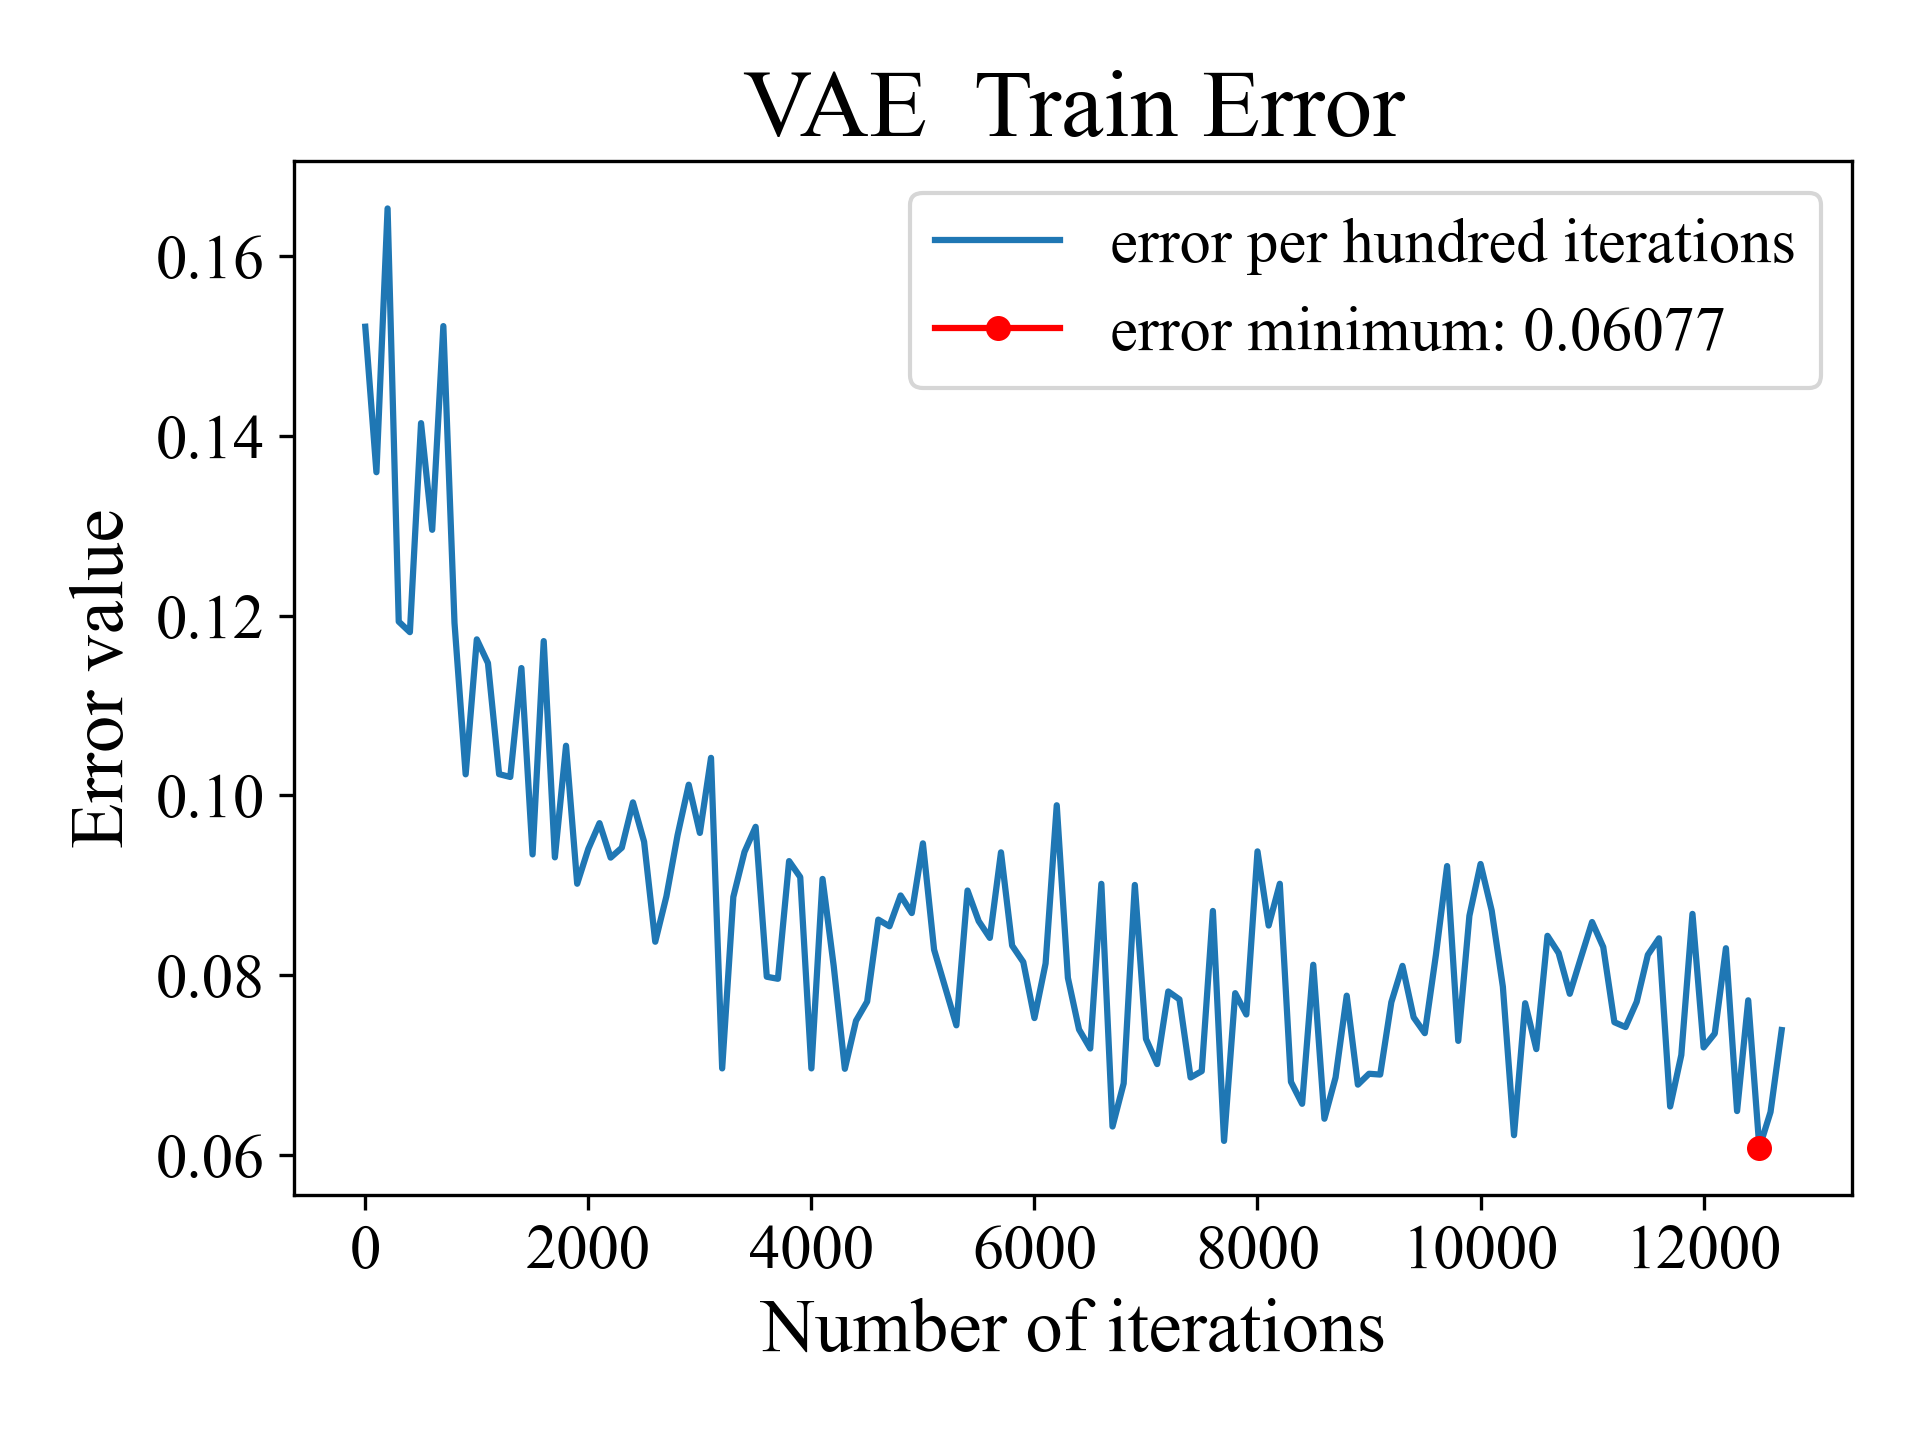 VAE  Train Error
error per hundred iterations
error minimum: 0.06077
Error value
0.16
0.14
0.12
0.10
0.08
0.06
0 2000 4000 6000 8000 10000 12000
Number of iterations